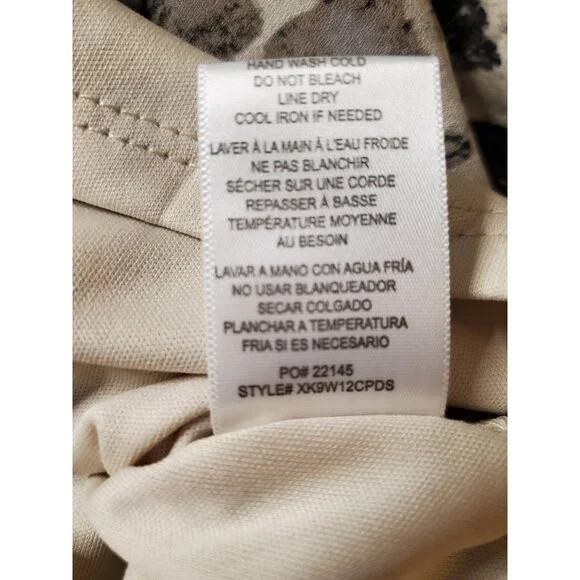 HAND WASH COLD
DO NOT BLEACH
LINE DRY
COOL IRON IF NEEDED
LAVER À LA MAIN À L'EAU FROIDE
NE PAS BLANCHIR
SÉCHER SUR UNE CORDE
REPASSER À BASSE
TEMPÉRATURE MOYENNE
AU BESOIN
LAVAR A MANO CON AGUA FRÍA
NO USAR BLANQUEADOR
SECAR COLGADO
PLANCHAR A TEMPERATURA
FRIA SI ES NECESARIO
PO# 22145
STYLE# XK9W12CPDS